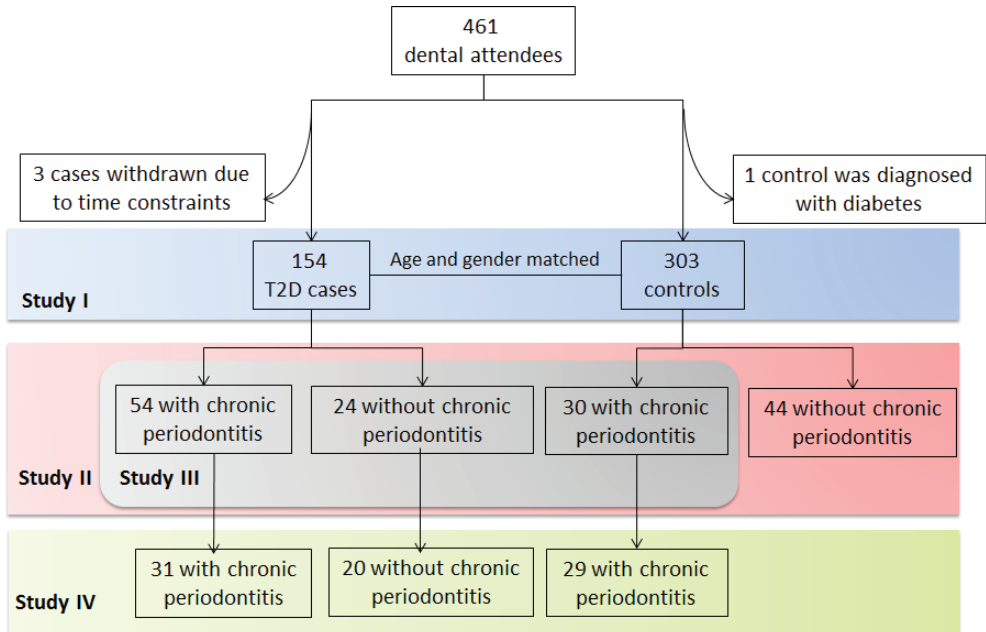 461
dental attendees
3 cases withdrawn due
to time constraints
1 control was diagnosed
with diabetes
154
T2D cases
Age and gender matched
303
controls
Study I
54 with chronic
periodontitis
24 without chronic
periodontitis
30 with chronic
periodontitis
44 without chronic
periodontitis
Study II
Study III
31 with chronic
periodontitis
20 without chronic
periodontitis
29 with chronic
periodontitis
Study IV